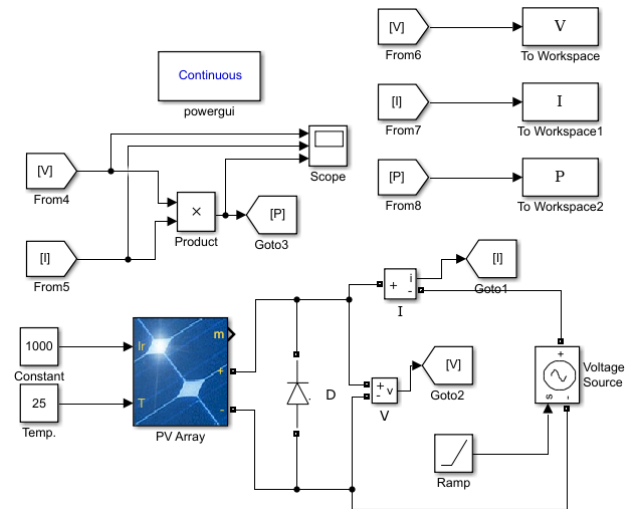 [V]
V
From6
To Workspace
Continuous
powergui
[I]
I
From7
To Workspace1
[V]
From4
Scope
[P]
P
From8
To Workspace2
×
Product
[P]
Goto3
[I]
From5
[I]
Goto1
+
i
-
I
1000
Constant
Ir
m
+
T
-
PV Array
25
Temp.
D
+
-
v
V
[V]
Goto2
+
s
-
Voltage
Source
Ramp